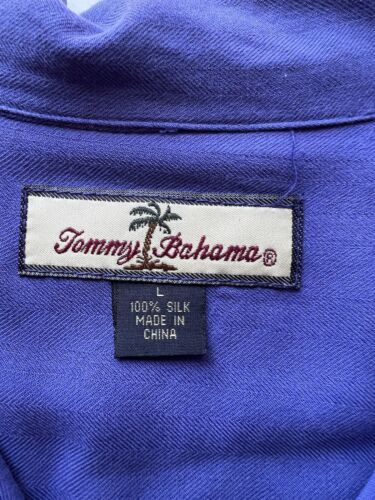 Tommy Bahama®
L
100% SILK
MADE IN
CHINA